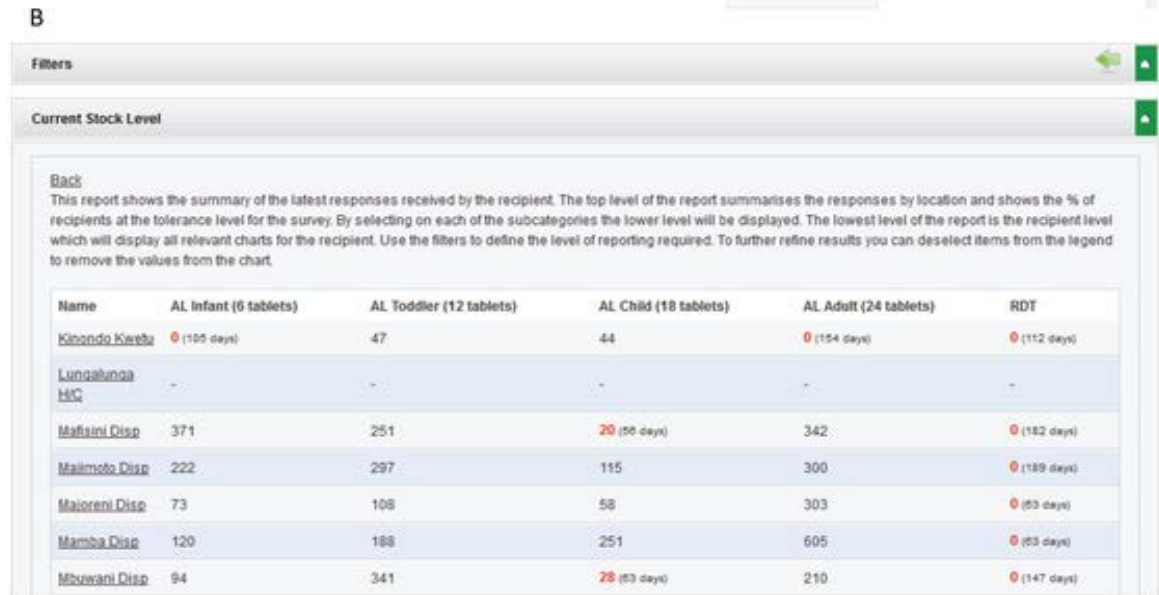 B
Filters
Current Stock Level
Back
This report shows the summary of the latest responses received by the recipient. The top level of the report summarises the responses by location and shows the % of
recipients at the tolerance level for the survey. By selecting on each of the subcategories the lower level will be displayed. The lowest level of the report is the recipient level
which will display all relevant charts for the recipient. Use the filters to define the level of reporting required. To further refine results you can deselect items from the legend
to remove the values from the chart.
Name AL Infant (6 tablets) AL Toddler (12 tablets) AL Child (18 tablets) AL Adult (24 tablets) RDT
Kinondo Kwetu 0 (105 days) 47 44 0 (154 days) 0 (112 days)
Lungalunga
H/C - - - - -
Mafisini Disp 371 251 20 (56 days) 342 0 (182 days)
Majimoto Disp 222 297 115 300 0 (189 days)
Majoreni Disp 73 108 58 303 0 (63 days)
Mamba Disp 120 188 251 605 0 (63 days)
Mbuwani Disp 94 341 28 (63 days) 210 0 (147 days)